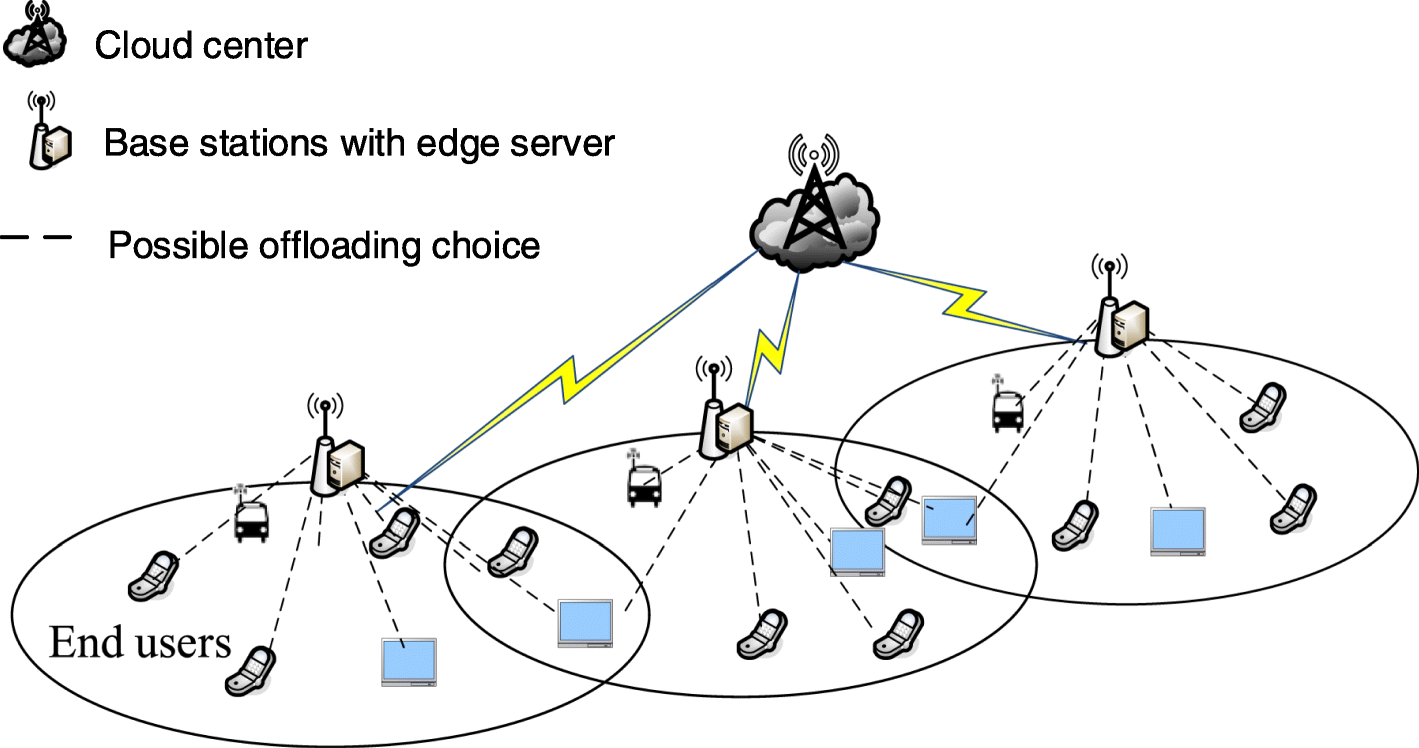 Cloud center
Base stations with edge server
Possible offloading choice
End users